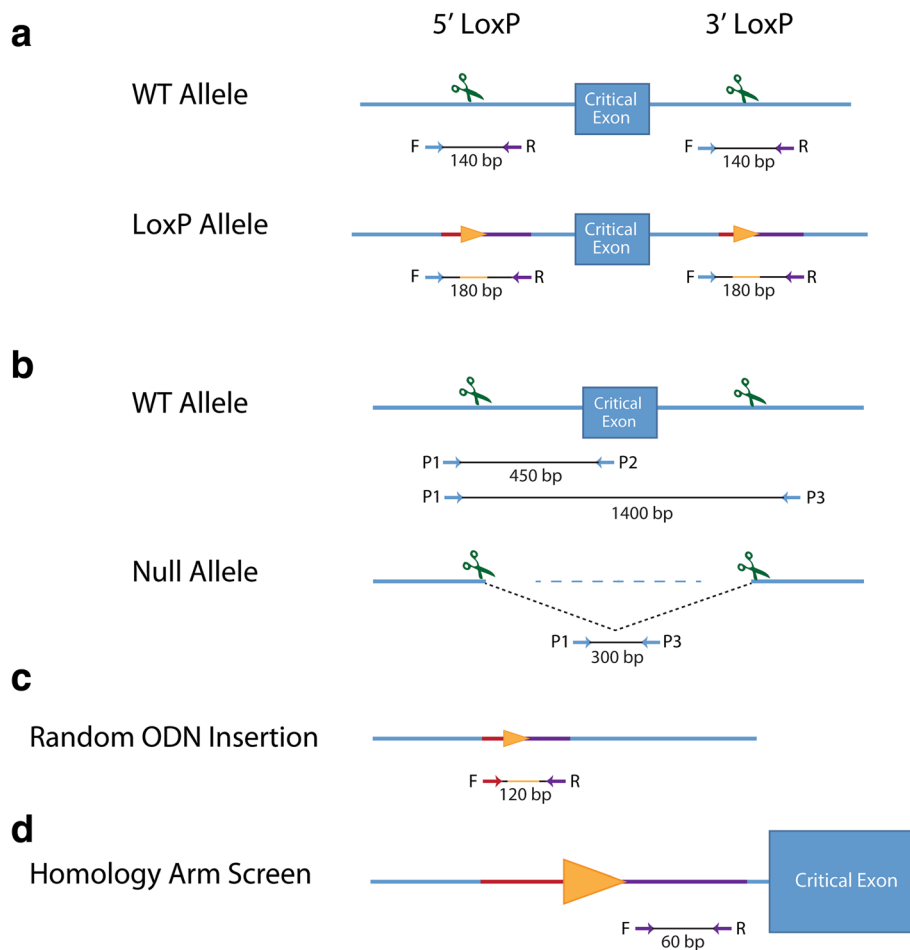 a
5' LoxP 3' LoxP
WT Allele
Critical
Exon
F R F R
140 bp 140 bp
LoxP Allele
Critical
Exon
F R F R
180 bp 180 bp
b
WT Allele
Critical
Exon
P1 P2
450 bp
P1 P3
1400 bp
Null Allele
P1 P3
300 bp
c
Random ODN Insertion
F R
120 bp
d
Homology Arm Screen Critical Exon
F R
60 bp